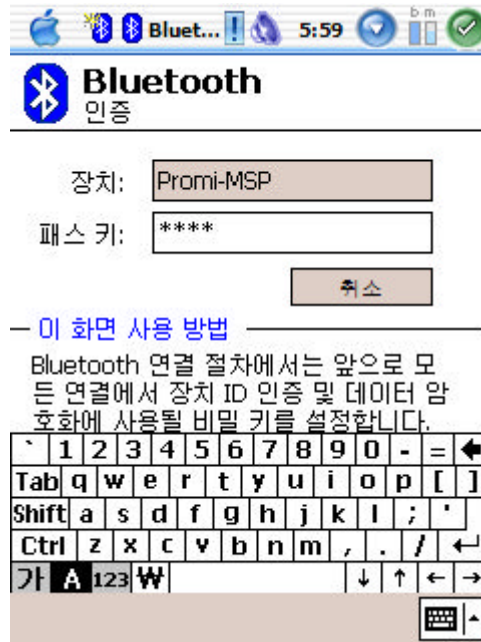 Bluet... 5:59 b m
Bluetooth
인증
장치: Promi-MSP
패스 키: ****
취소
이 화면 사용 방법
Bluetooth 연결 절차에서는 앞으로 모
든 연결에서 장치 ID 인증 및 데이터 암
호화에 사용될 비밀 키를 설정합니다.
` 1 2 3 4 5 6 7 8 9 0 - =
Tab q w e r t y u i o p [ ]
Shift a s d f g h j k l ; '
Ctrl z x c v b n m , . /
가 A 123 ₩